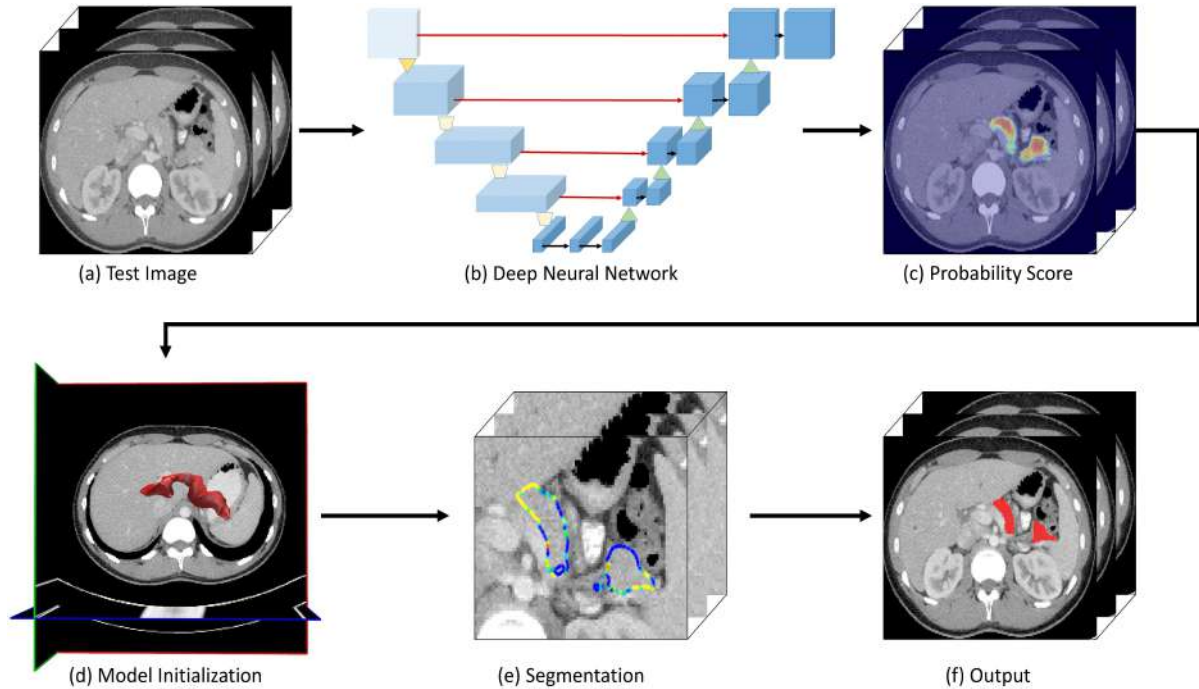 (a) Test Image
(b) Deep Neural Network
(c) Probability Score
(d) Model Initialization
(e) Segmentation
(f) Output